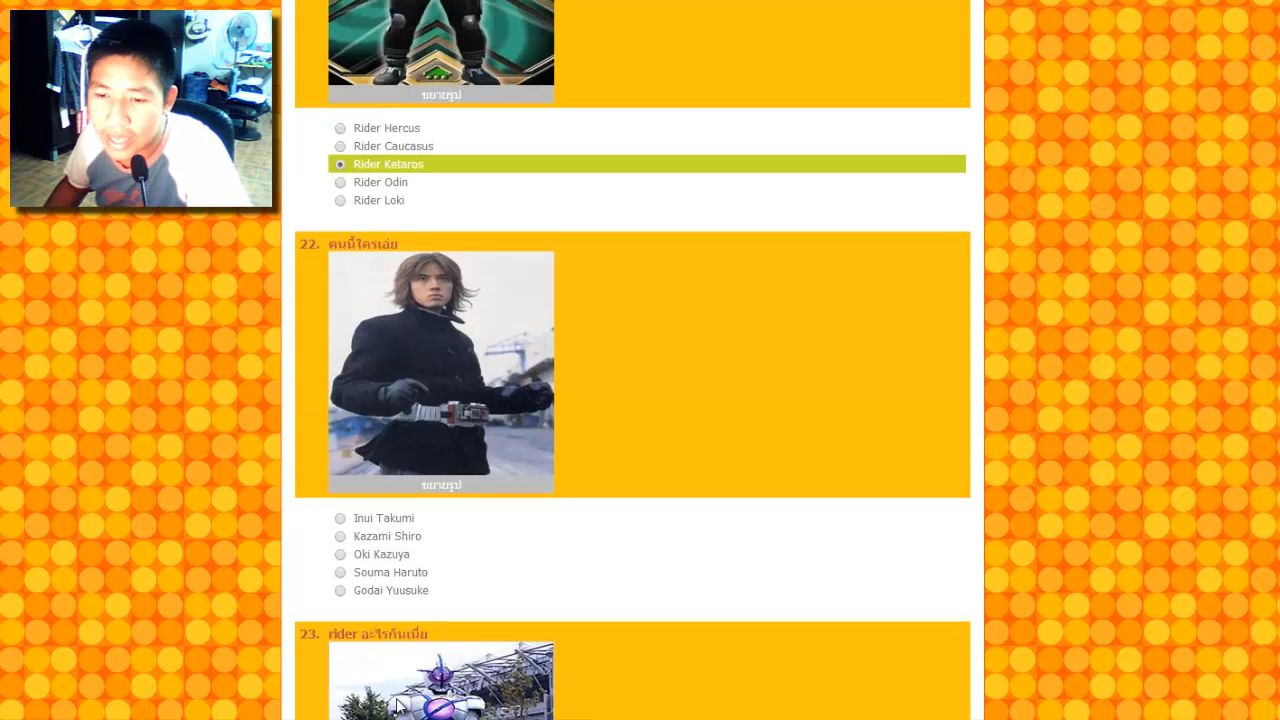 ขยายรูป
Rider Hercus
Rider Caucasus
Rider Ketaros
Rider Odin
Rider Loki
22. คนนี้ใครเอ่ย
ขยายรูป
Inui Takumi
Kazami Shiro
Oki Kazuya
Souma Haruto
Godai Yuusuke
23. rider อะไรกันเนี่ย